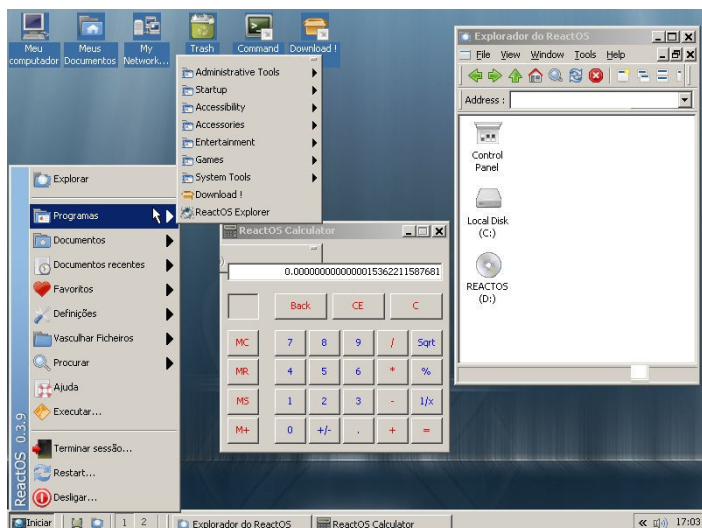 Meu computador
Meus Documentos
My Network...
Trash
Command
Download !
Administrative Tools
Startup
Accessibility
Accessories
Entertainment
Games
System Tools
Download !
ReactOS Explorer
Explorar
Programas
Documentos
Documentos recentes
Favoritos
Definições
Vasculhar Ficheiros
Procurar
Ajuda
Executar...
Terminar sessão...
Restart...
Desligar...
ReactOS 0.3.9
ReactOS Calculator
0.000000000000015362211587681
Back CE C
MC 7 8 9 / Sqrt
MR 4 5 6 * %
MS 1 2 3 - 1/x
M+ 0 +/- . + =
Explorador do ReactOS
File View Window Tools Help
Address :
Control Panel
Local Disk (C:)
REACTOS (D:)
Iniciar 1 2 Explorador do ReactOS ReactOS Calculator 17:03